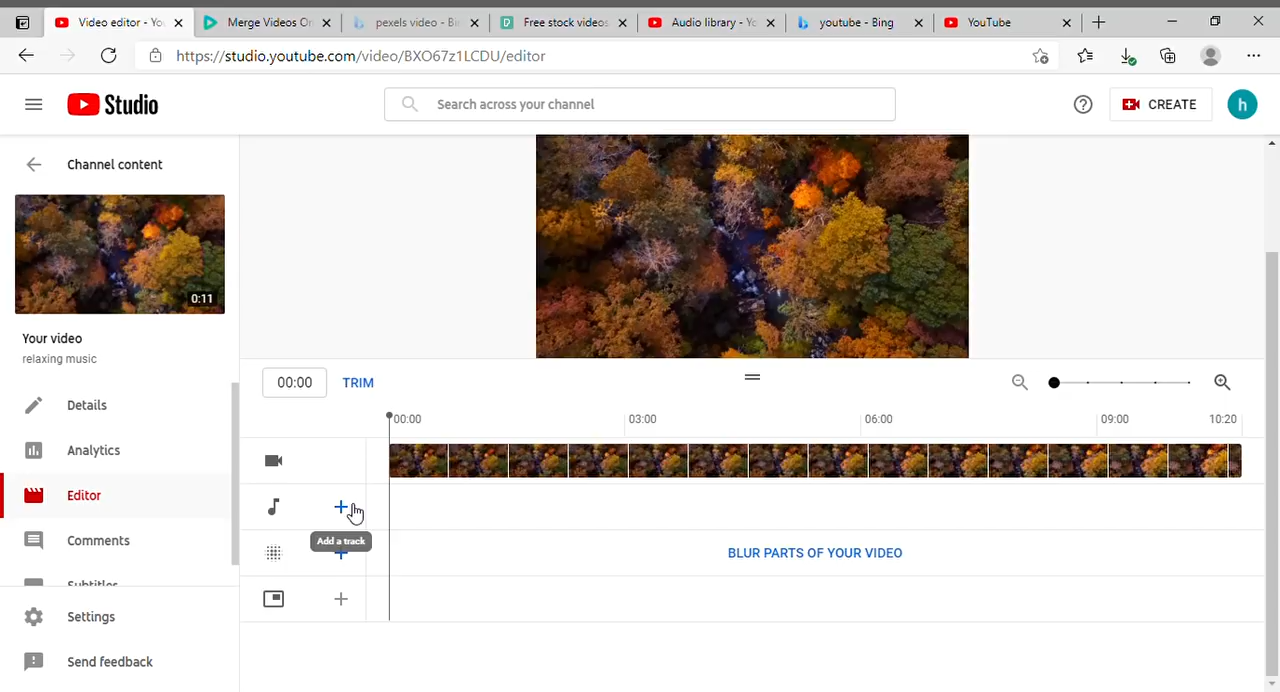 Video editor - Yo
Merge Videos On
pexels video - Bin
Free stock videos
Audio library - Yo
youtube - Bing
YouTube
https://studio.youtube.com/video/BXO67z1LCDU/editor
Studio
Search across your channel
CREATE
h
Channel content
0:11
Your video
relaxing music
Details
Analytics
Editor
Comments
Subtitles
Settings
Send feedback
00:00
TRIM
00:00
03:00
06:00
09:00
10:20
Add a track
BLUR PARTS OF YOUR VIDEO